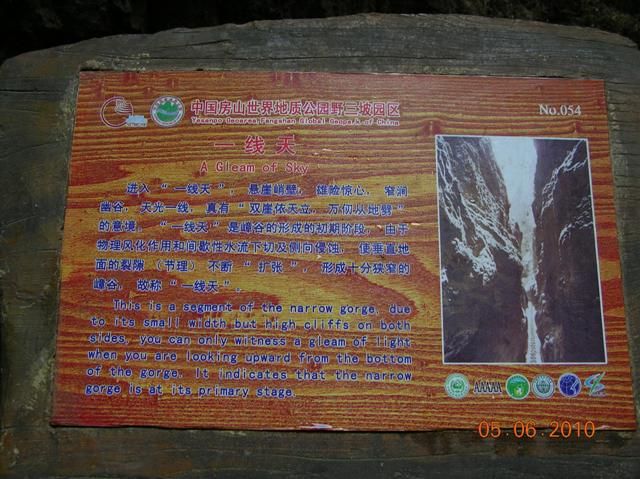 中国房山世界地质公园野三坡园区
Yesanpo Geoarea Fangshan Global Geopark of China
No.054
一线天
A Gleam of Sky
进入“一线天”，悬崖峭壁，雄险惊心，窄涧
幽谷，天光一线，真有“双崖依天立，万仞从地劈”
的意境。“一线天”是嶂谷的形成的初期阶段，由于
物理风化作用和间歇性水流下切及侧向侵蚀，使垂直地
面的裂隙（节理）不断“扩张”，形成十分狭窄的
嶂谷，故称“一线天”。
This is a segment of the narrow gorge, due
to its small width but high cliffs on both
sides, you can only witness a gleam of light
when you are looking upward from the bottom
of the gorge. It indicates that the narrow
gorge is at its primary stage.
AAAAA
05.06.2010